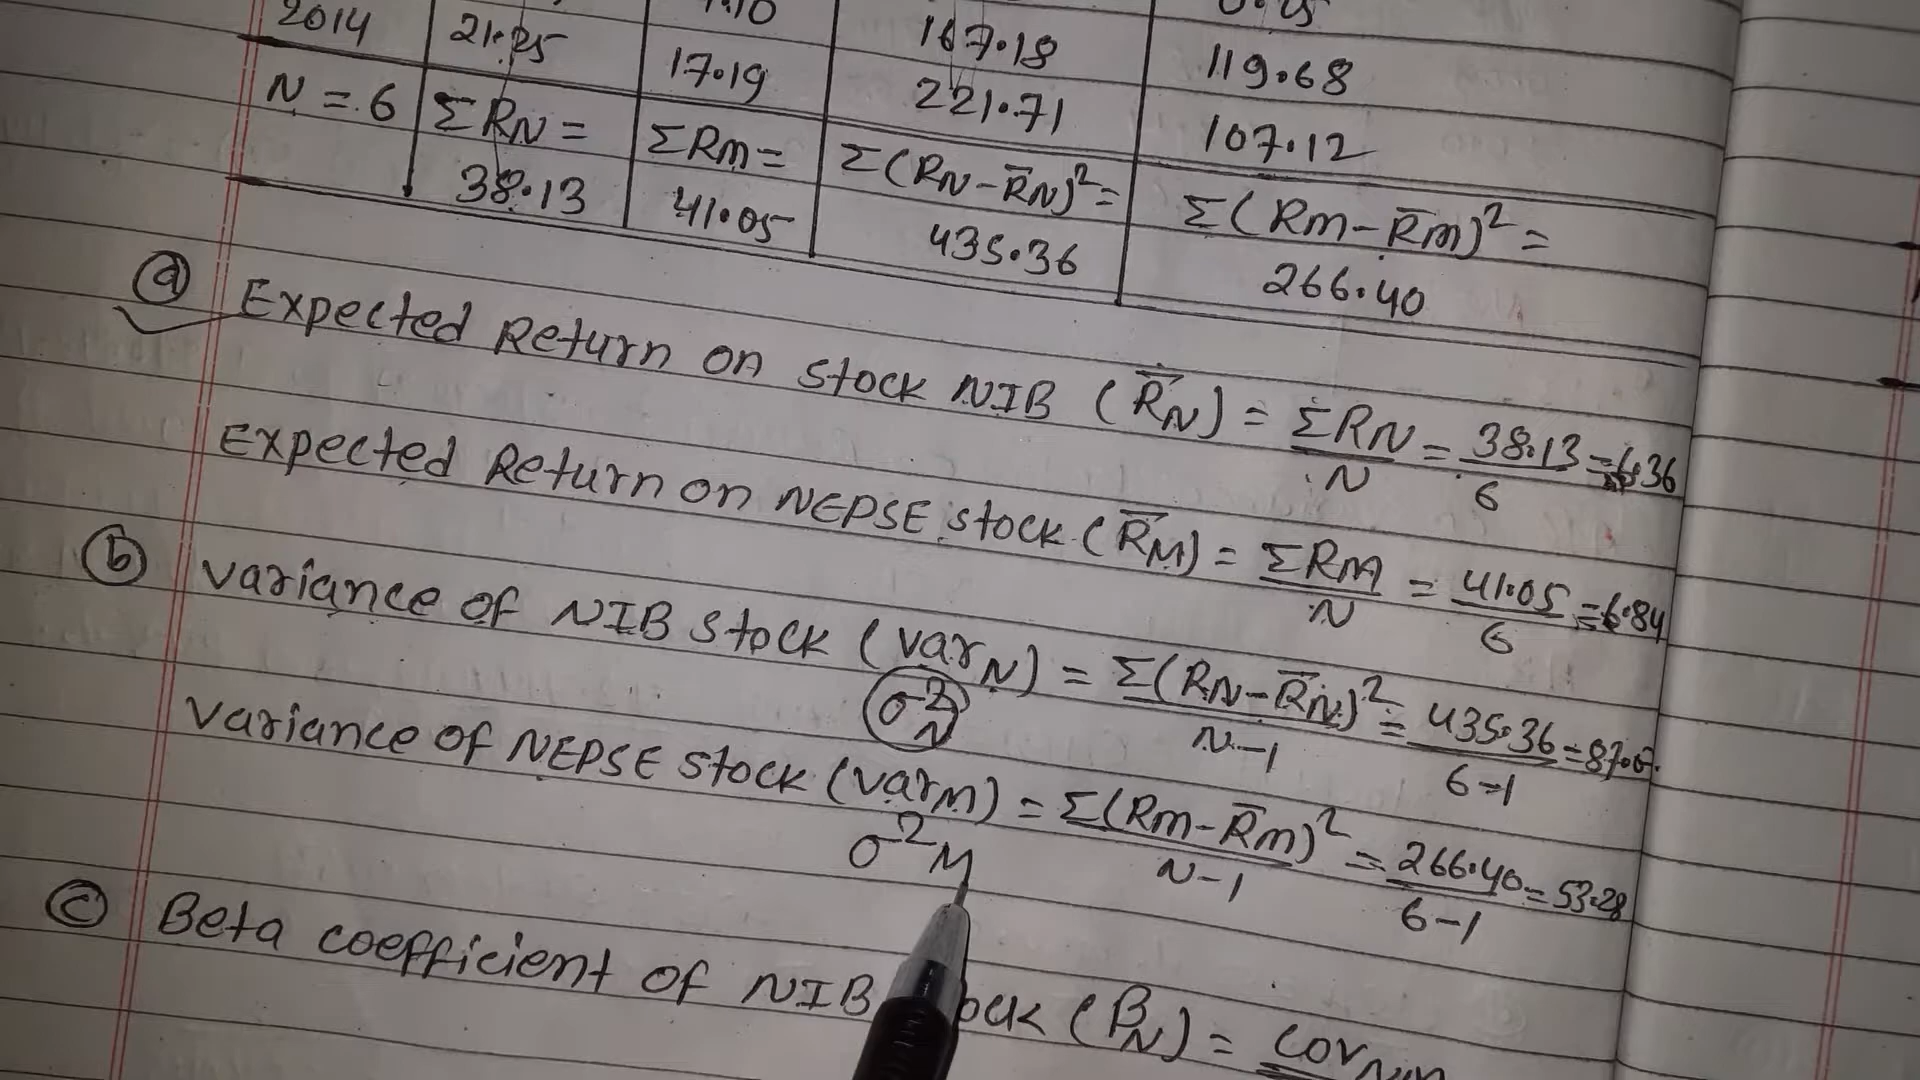 2014 21.25 17.19 167.18 119.68
221.71 107.12
N = 6 ΣRN = 38.13 ΣRm = 41.05 Σ(RN-R̅N)² = 435.36 Σ(Rm-R̅m)² = 266.40
(a) Expected Return on Stock NIB (R̅N) = ΣRN/N = 38.13/6 = 6.36
Expected Return on NEPSE stock (R̅M) = ΣRM/N = 41.05/6 = 6.84
(b) Variance of NIB Stock (VarN) = Σ(RN-R̅N)²/N-1 = 435.36/6-1 = 87.07
σ²N
Variance of NEPSE Stock (VarM) = Σ(Rm-R̅m)²/N-1 = 266.40/6-1 = 53.28
σ²M
(c) Beta coefficient of NIB ock (βN) =